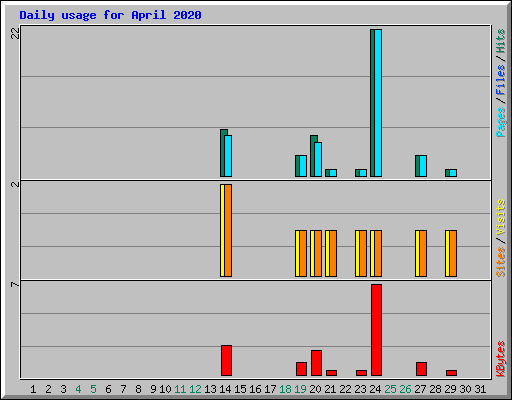 Daily usage for April 2020
22
Pages / Files / Hits
2
Sites / Visits
7
KBytes
1 2 3 4 5 6 7 8 9 10 11 12 13 14 15 16 17 18 19 20 21 22 23 24 25 26 27 28 29 30 31